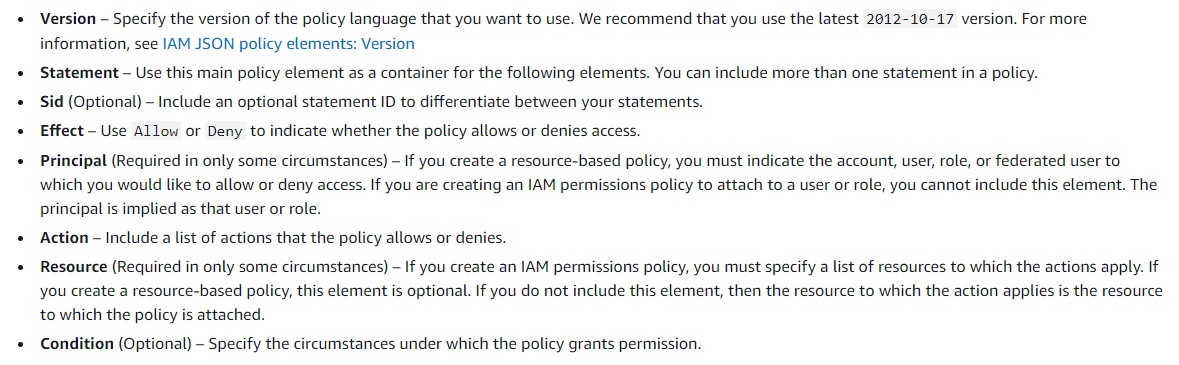 • Version – Specify the version of the policy language that you want to use. We recommend that you use the latest 2012-10-17 version. For more
information, see IAM JSON policy elements: Version
• Statement – Use this main policy element as a container for the following elements. You can include more than one statement in a policy.
• Sid (Optional) – Include an optional statement ID to differentiate between your statements.
• Effect – Use Allow or Deny to indicate whether the policy allows or denies access.
• Principal (Required in only some circumstances) – If you create a resource-based policy, you must indicate the account, user, role, or federated user to
which you would like to allow or deny access. If you are creating an IAM permissions policy to attach to a user or role, you cannot include this element. The
principal is implied as that user or role.
• Action – Include a list of actions that the policy allows or denies.
• Resource (Required in only some circumstances) – If you create an IAM permissions policy, you must specify a list of resources to which the actions apply. If
you create a resource-based policy, this element is optional. If you do not include this element, then the resource to which the action applies is the resource
to which the policy is attached.
• Condition (Optional) – Specify the circumstances under which the policy grants permission.